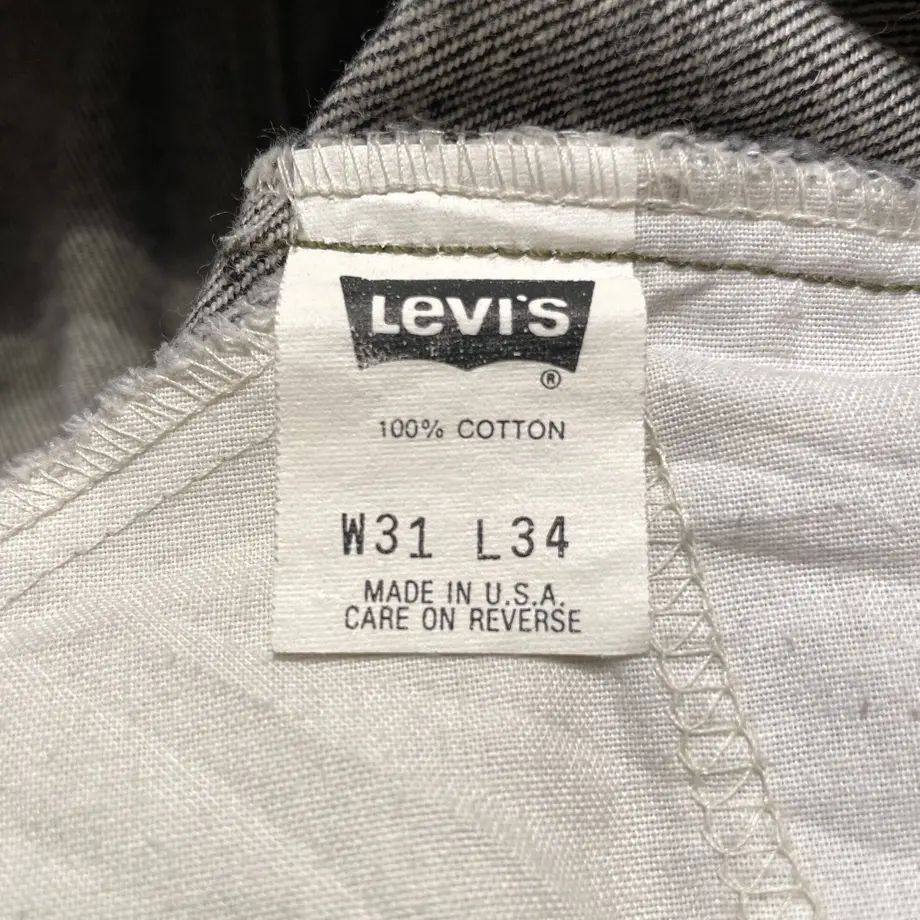 Levi's
®
100% COTTON
W31 L34
MADE IN U.S.A.
CARE ON REVERSE